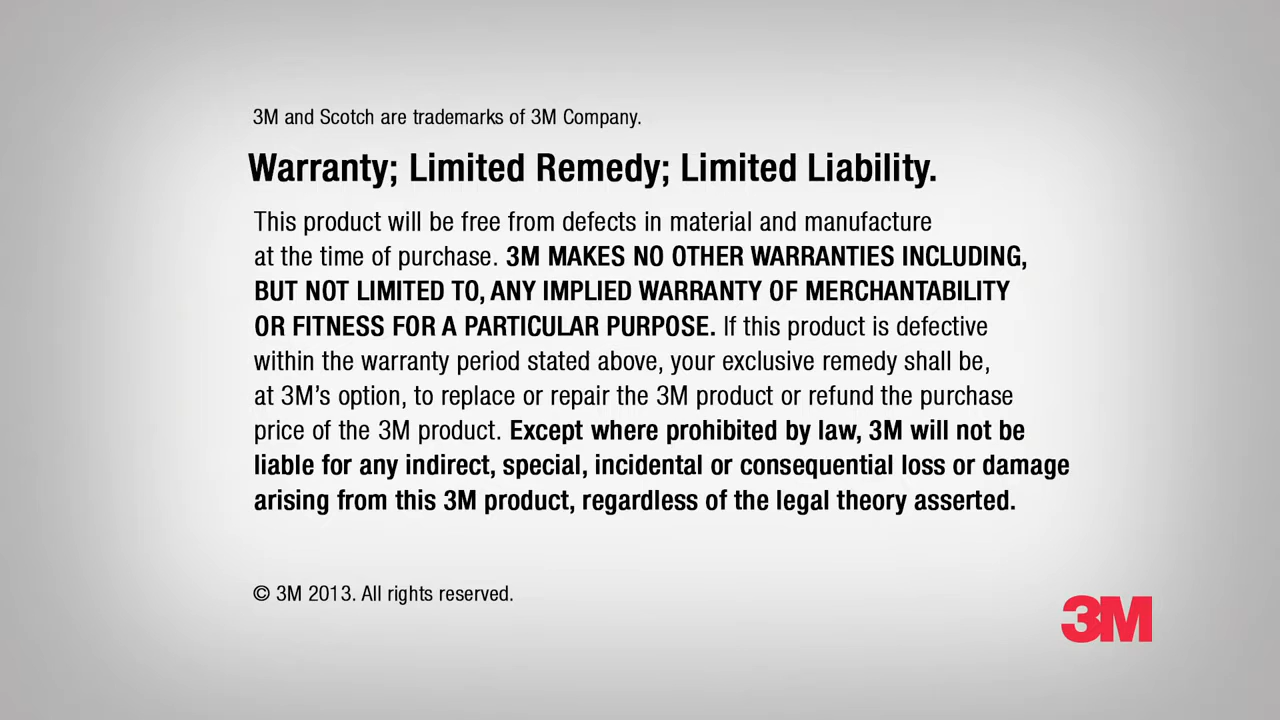 3M and Scotch are trademarks of 3M Company.
Warranty; Limited Remedy; Limited Liability.
This product will be free from defects in material and manufacture
at the time of purchase. 3M MAKES NO OTHER WARRANTIES INCLUDING,
BUT NOT LIMITED TO, ANY IMPLIED WARRANTY OF MERCHANTABILITY
OR FITNESS FOR A PARTICULAR PURPOSE. If this product is defective
within the warranty period stated above, your exclusive remedy shall be,
at 3M’s option, to replace or repair the 3M product or refund the purchase
price of the 3M product. Except where prohibited by law, 3M will not be
liable for any indirect, special, incidental or consequential loss or damage
arising from this 3M product, regardless of the legal theory asserted.
© 3M 2013. All rights reserved.
3M